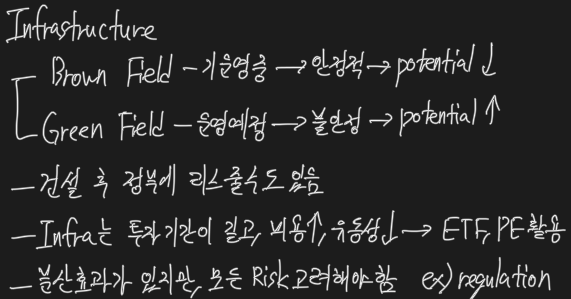 Infrastructure
Brown Field - 기운영중 → 안정적 → potential ↓
Green Field - 운영예정 → 불안정 → potential ↑
- 건설 후 정부에 리스줄수도 있음
- Infra는 투자기간이 길고, 비용↑, 유동성↓ → ETF, PE 활용
- 분산효과가 있지만, 모든 Risk 고려해야함 ex) regulation